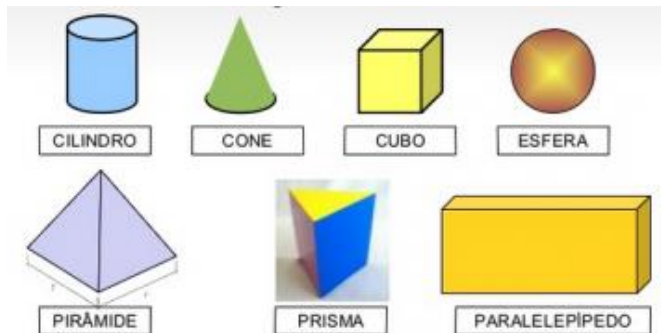 CILINDRO
CONE
CUBO
ESFERA
PIRÂMIDE
PRISMA
PARALELEPÍPEDO